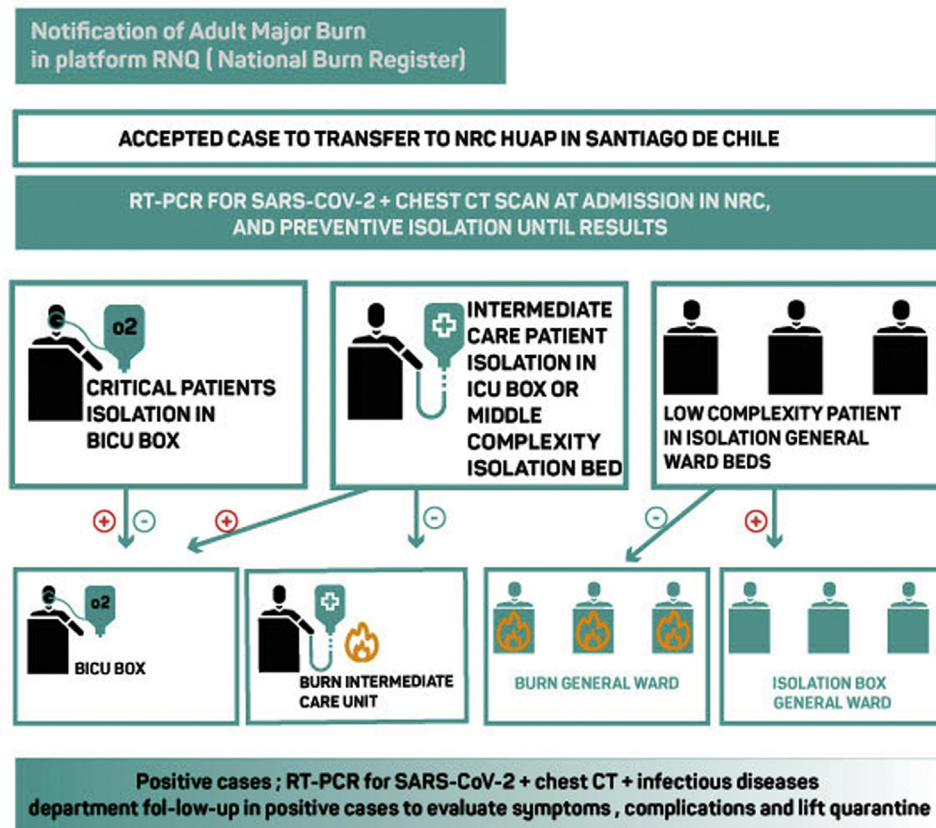 Notification of Adult Major Burn
in platform RNQ ( National Burn Register)
ACCEPTED CASE TO TRANSFER TO NRC HUAP IN SANTIAGO DE CHILE
RT-PCR FOR SARS-COV-2 + CHEST CT SCAN AT ADMISSION IN NRC,
AND PREVENTIVE ISOLATION UNTIL RESULTS
o2
CRITICAL PATIENTS
ISOLATION IN
BICU BOX
INTERMEDIATE
CARE PATIENT
ISOLATION IN
ICU BOX OR
MIDDLE
COMPLEXITY
ISOLATION BED
LOW COMPLEXITY PATIENT
IN ISOLATION GENERAL
WARD BEDS
+ - + - - +
o2
BICU BOX
BURN INTERMEDIATE
CARE UNIT
BURN GENERAL WARD
ISOLATION BOX
GENERAL WARD
Positive cases ; RT-PCR for SARS-CoV-2 + chest CT + infectious diseases
department fol-low-up in positive cases to evaluate symptoms , complications and lift quarantine